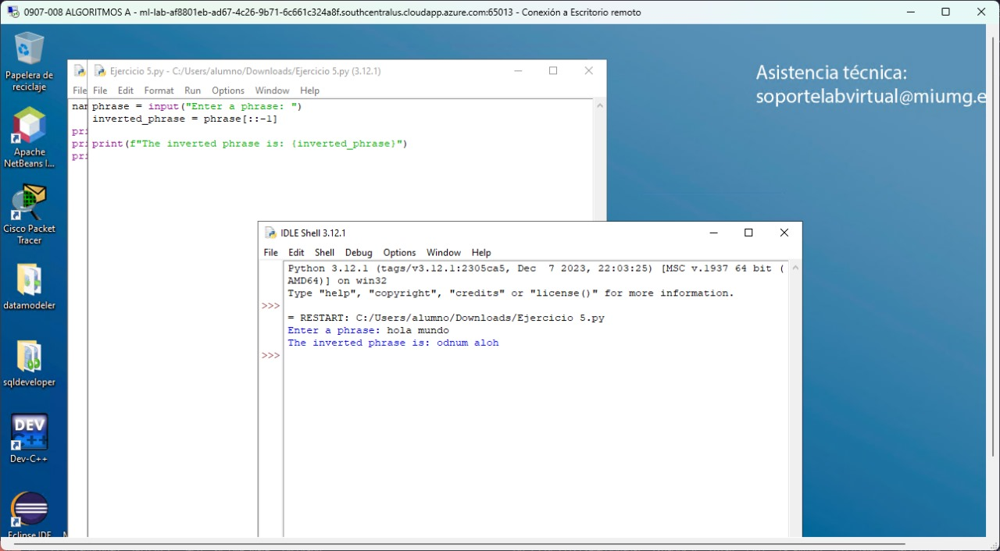 0907-008 ALGORITMOS A - ml-lab-af8801eb-ad67-4c26-9b71-6c661c324a8f.southcentralus.cloudapp.azure.com:65013 - Conexión a Escritorio remoto
Papelera de
reciclaje
Apache
NetBeans I...
Cisco Packet
Tracer
datamodeler
sqldeveloper
DEV
C++
Dev-C++
Eclipse IDE
Asistencia técnica:
soportelabvirtual@miumg.e
File
nar
pri
pri
pri
Ejercicio 5.py - C:/Users/alumno/Downloads/Ejercicio 5.py (3.12.1)
File Edit Format Run Options Window Help
phrase = input("Enter a phrase: ")
inverted_phrase = phrase[::-1]
print(f"The inverted phrase is: {inverted_phrase}")
IDLE Shell 3.12.1
File Edit Shell Debug Options Window Help
Python 3.12.1 (tags/v3.12.1:2305ca5, Dec  7 2023, 22:03:25) [MSC v.1937 64 bit (
AMD64)] on win32
Type "help", "copyright", "credits" or "license()" for more information.
>>>
= RESTART: C:/Users/alumno/Downloads/Ejercicio 5.py
Enter a phrase: hola mundo
The inverted phrase is: odnum aloh
>>>